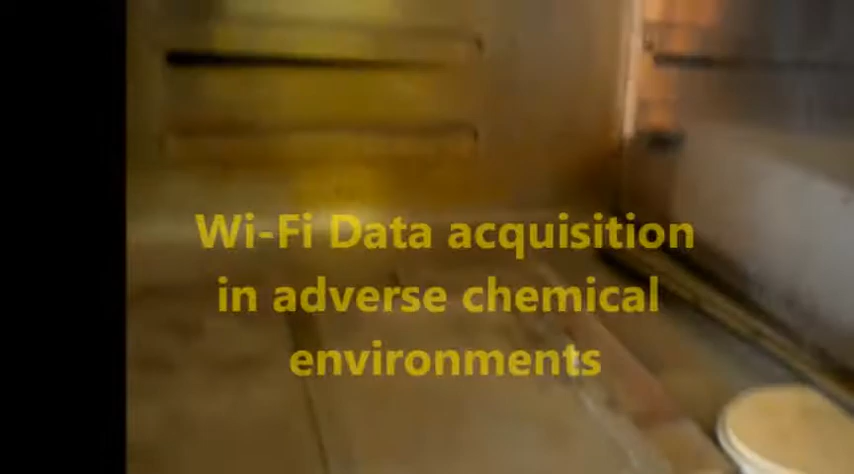 Wi-Fi Data acquisition
in adverse chemical
environments